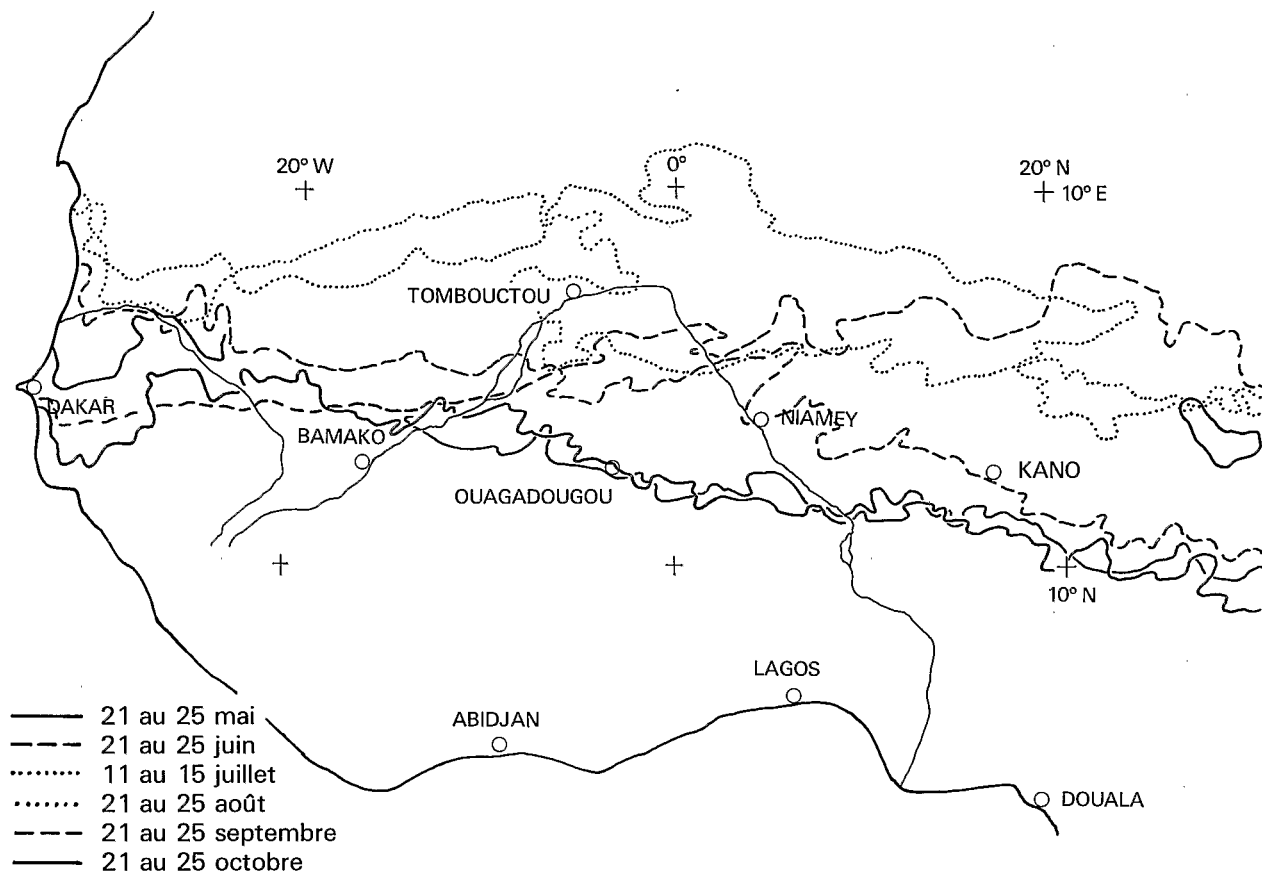 20° W
0°
20° N
10° E
TOMBOUCTOU
DAKAR
BAMAKO
NIAMEY
KANO
OUAGADOUGOU
10° N
LAGOS
ABIDJAN
DOUALA
21 au 25 mai
21 au 25 juin
11 au 15 juillet
21 au 25 août
21 au 25 septembre
21 au 25 octobre